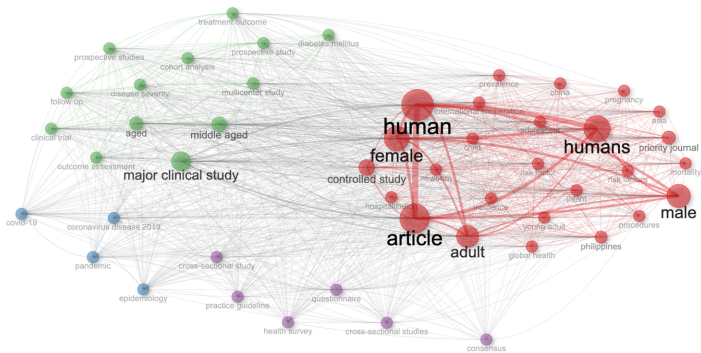 treatment outcome
diabetes mellitus
prospective studies
prospective study
cohort analysis
prevalence
china
disease severity
multicenter study
pregnancy
follow up
international cooperation
asia
human
adolescent
humans
clinical trial
aged
middle aged
child
priority journal
female
outcome assessment
major clinical study
controlled study
newborn
risk factor
risk factors
mortality
hospitalization
incidence
infant
male
covid-19
coronavirus disease 2019
article
adult
young adult
procedures
global health
philippines
pandemic
cross-sectional study
epidemiology
practice guideline
questionnaire
health survey
cross-sectional studies
consensus